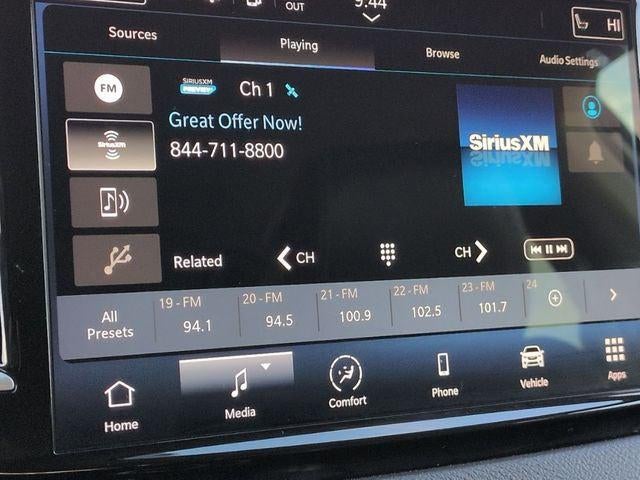 OUT
9:44
HI
Sources
Playing
Browse
Audio Settings
FM
SIRIUSXM
PREVIEW
Ch 1
Great Offer Now!
844-711-8800
SiriusXM
SiriusXM
Related
CH
CH
All
Presets
19 - FM
94.1
20 - FM
94.5
21 - FM
100.9
22 - FM
102.5
23 - FM
101.7
24
Home
Media
Comfort
Phone
Vehicle
Apps